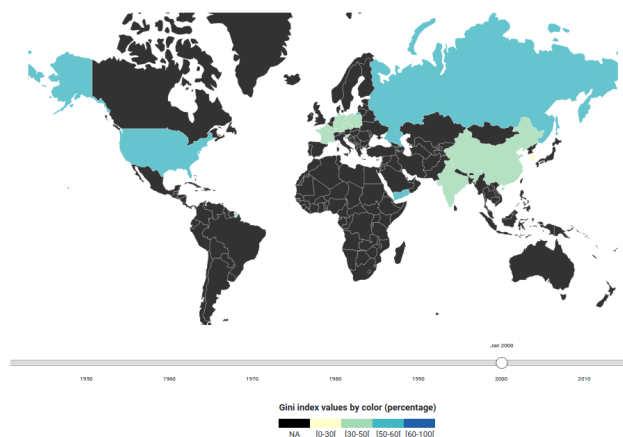 Jan 2000
1950 1960 1970 1980 1990 2000 2010
Gini index values by color (percentage)
NA [0-30[ [30-50[ [50-60[ [60-100[